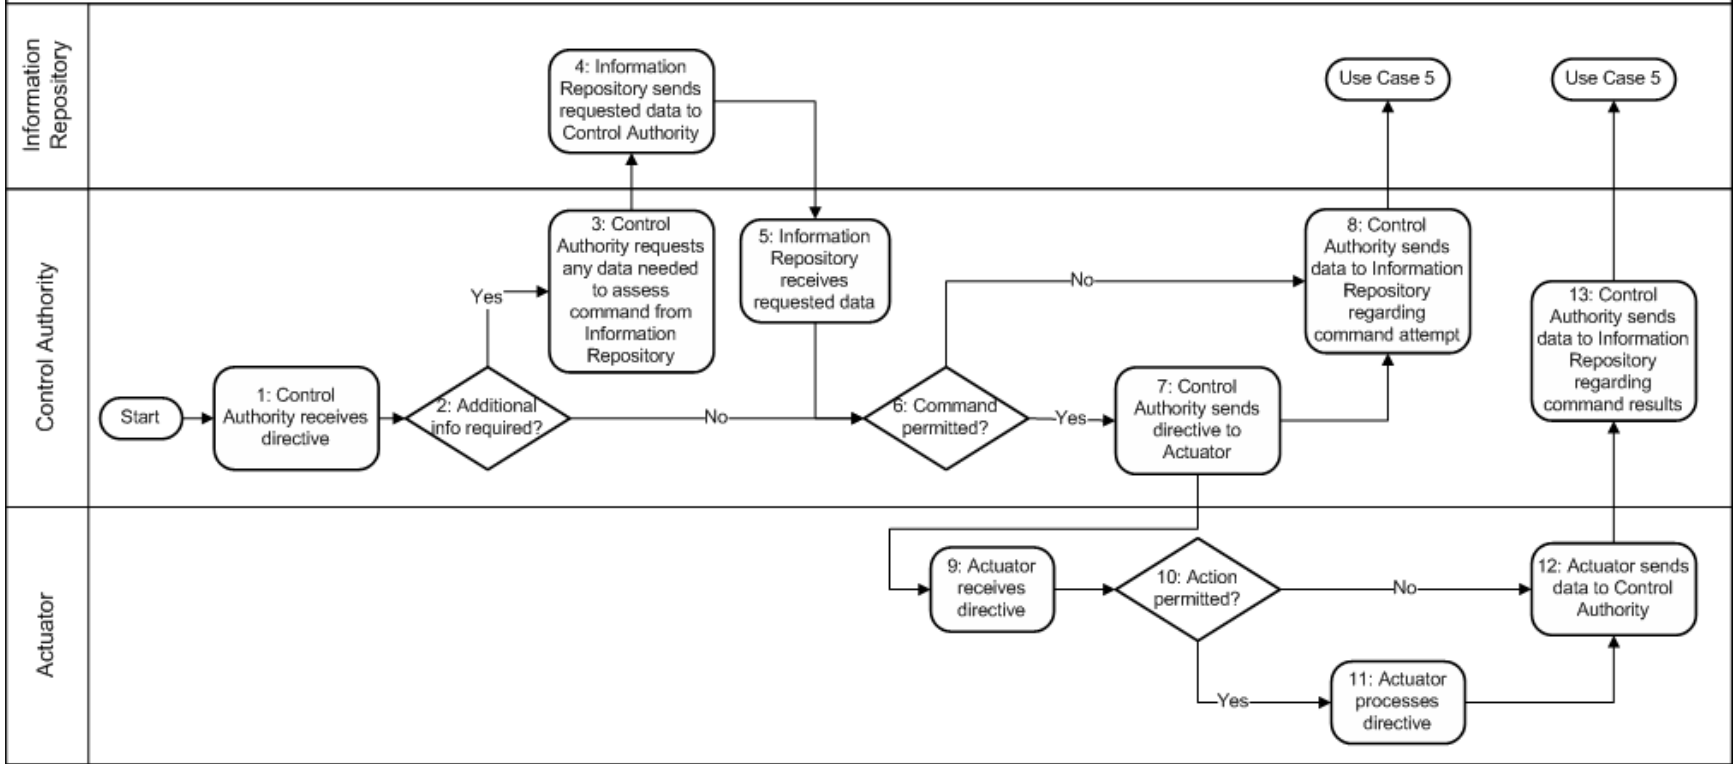 Information
Repository
4: Information
Repository sends
requested data to
Control Authority
Use Case 5
Use Case 5
Control Authority
Start
1: Control
Authority receives
directive
2: Additional
info required?
Yes
No
3: Control
Authority requests
any data needed
to assess
command from
Information
Repository
5: Information
Repository
receives
requested data
6: Command
permitted?
No
Yes
7: Control
Authority sends
directive to
Actuator
8: Control
Authority sends
data to Information
Repository
regarding
command attempt
13: Control
Authority sends
data to Information
Repository
regarding
command results
Actuator
9: Actuator
receives
directive
10: Action
permitted?
No
Yes
11: Actuator
processes
directive
12: Actuator sends
data to Control
Authority